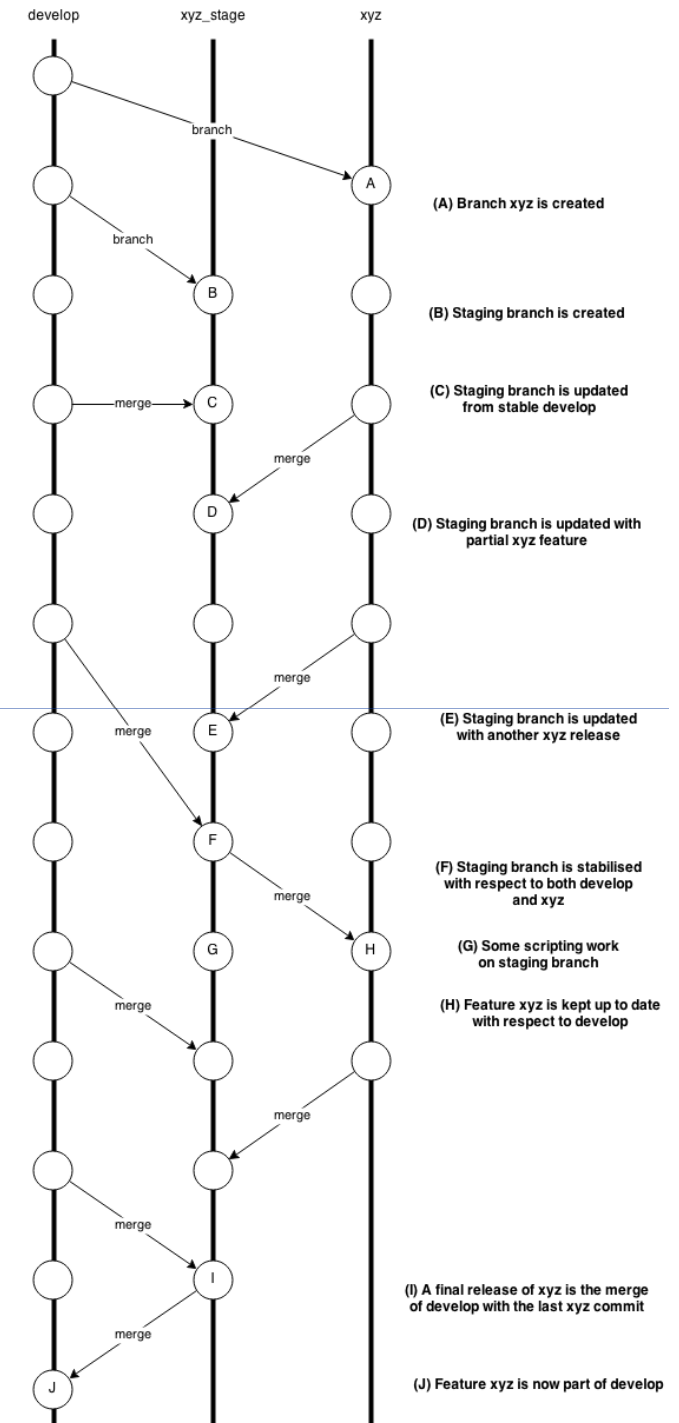 develop xyz_stage xyz
branch
A
(A) Branch xyz is created
branch
B
(B) Staging branch is created
merge C
(C) Staging branch is updated
from stable develop
merge
D
(D) Staging branch is updated with
partial xyz feature
merge
E
(E) Staging branch is updated
with another xyz release
merge
F
(F) Staging branch is stabilised
with respect to both develop
and xyz
merge
G H
(G) Some scripting work
on staging branch
merge
(H) Feature xyz is kept up to date
with respect to develop
merge
merge
I
(I) A final release of xyz is the merge
of develop with the last xyz commit
merge
J
(J) Feature xyz is now part of develop